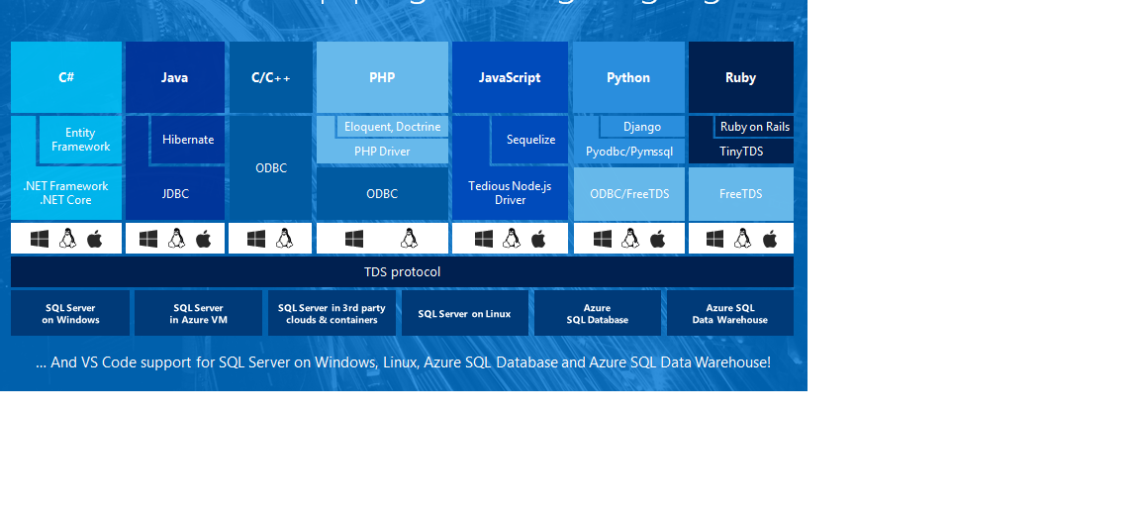 C#
Java
C/C++
PHP
JavaScript
Python
Ruby
Entity
Framework
Hibernate
ODBC
Eloquent, Doctrine
PHP Driver
Sequelize
Django
Pyodbc/Pymssql
Ruby on Rails
TinyTDS
.NET Framework
.NET Core
JDBC
ODBC
Tedious Node.js
Driver
ODBC/FreeTDS
FreeTDS
TDS protocol
SQL Server
on Windows
SQL Server
in Azure VM
SQL Server in 3rd party
clouds & containers
SQL Server on Linux
Azure
SQL Database
Azure SQL
Data Warehouse
... And VS Code support for SQL Server on Windows, Linux, Azure SQL Database and Azure SQL Data Warehouse!